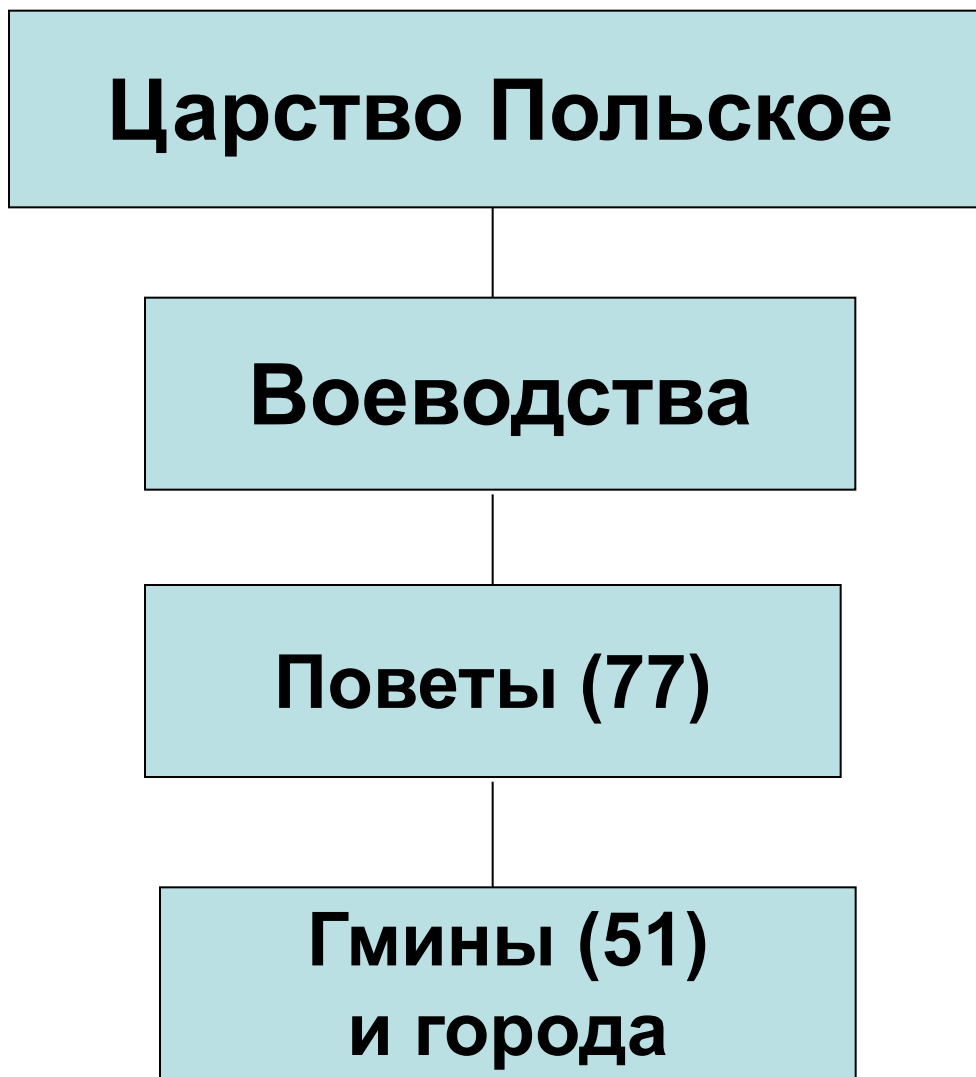 Царство Польское
Воеводства
Поветы (77)
Гмины (51)
и города